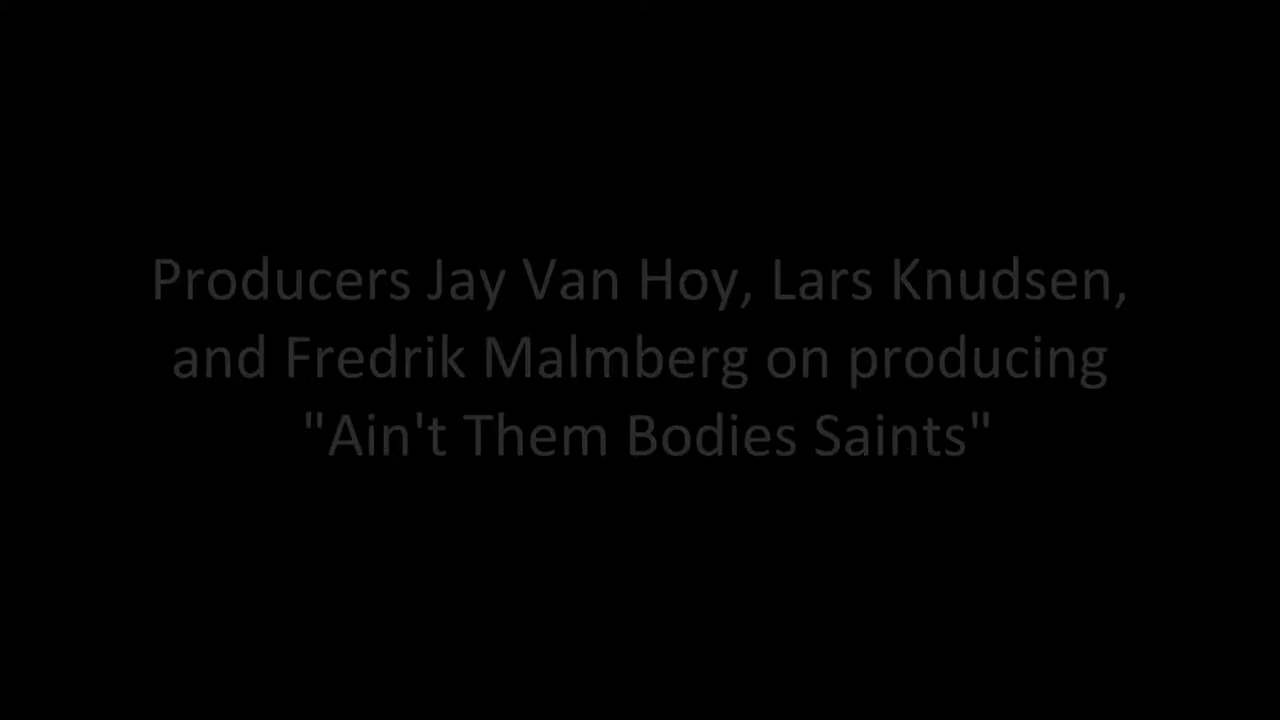 Producers Jay Van Hoy, Lars Knudsen,
and Fredrik Malmberg on producing
"Ain't Them Bodies Saints"